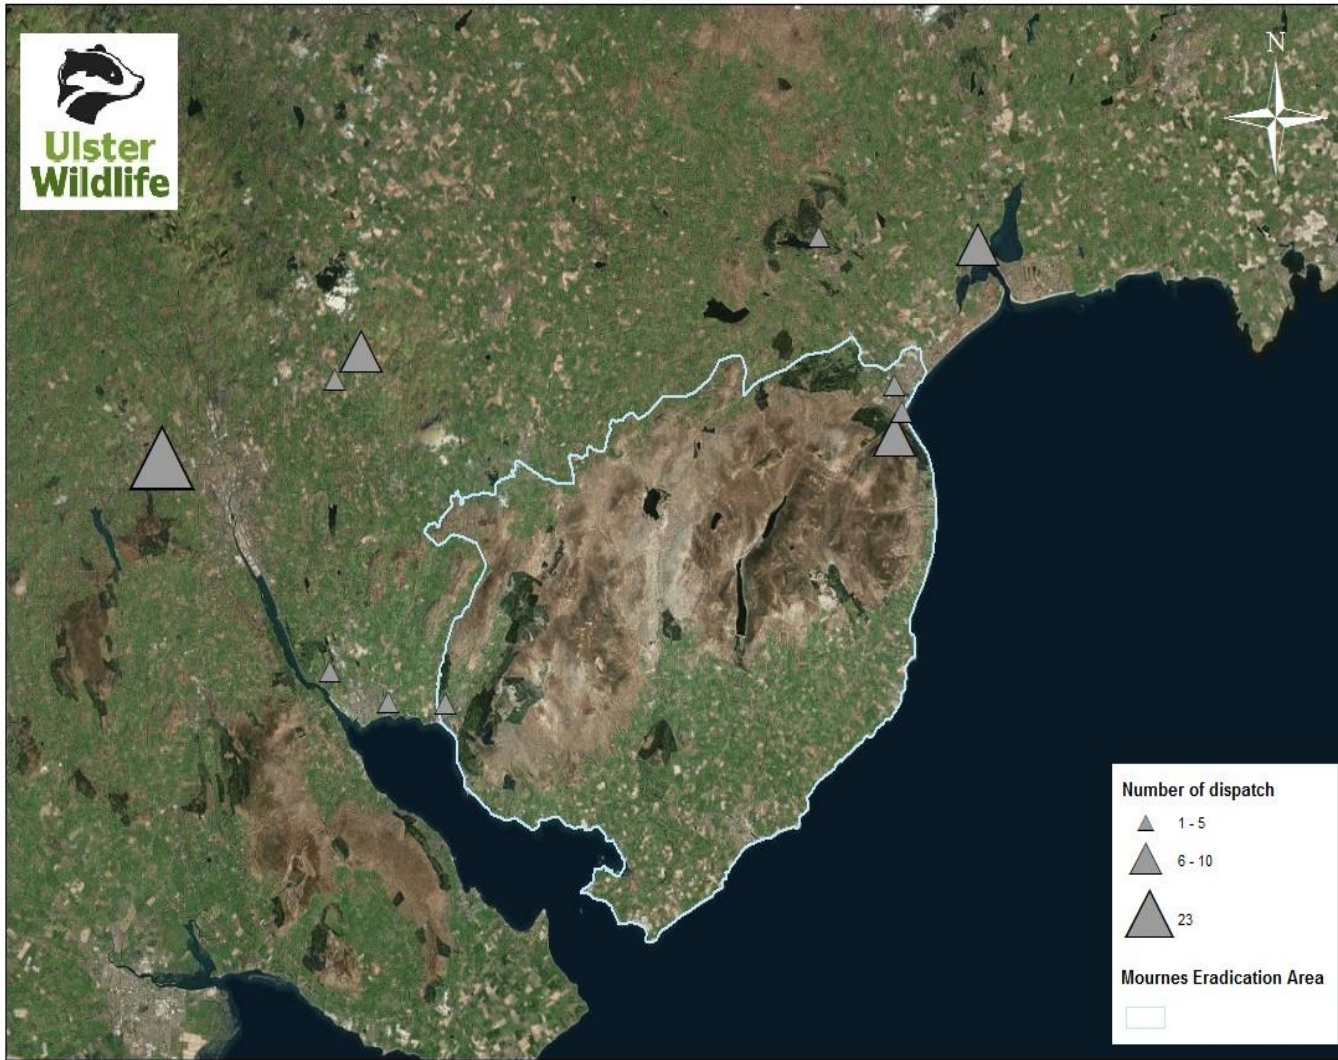 Ulster
Wildlife
N
Number of dispatch
1 - 5
6 - 10
23
Mournes Eradication Area